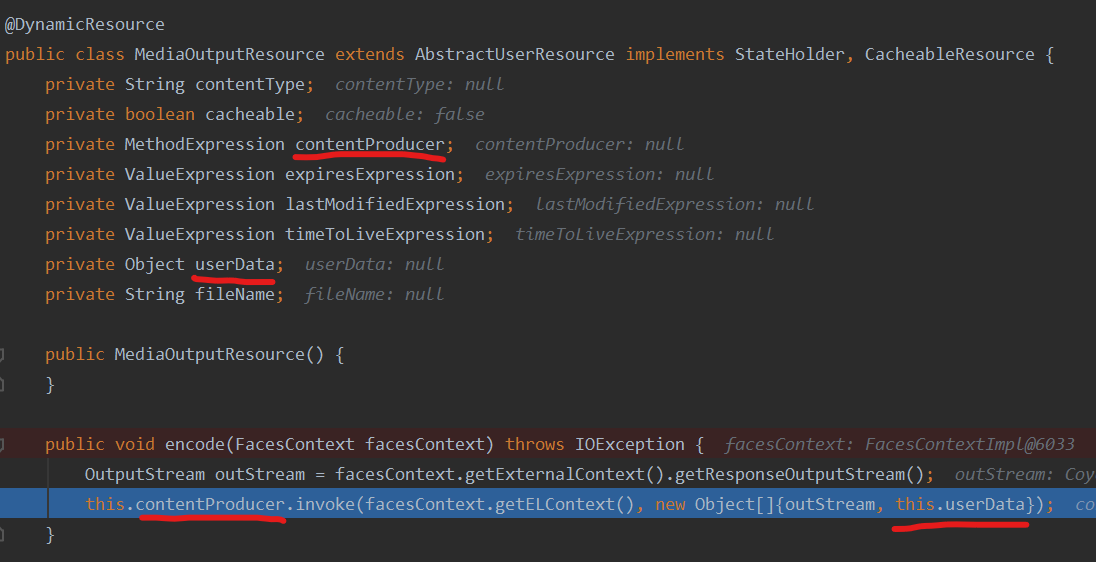 @DynamicResource
public class MediaOutputResource extends AbstractUserResource implements StateHolder, CacheableResource {
private String contentType;  contentType: null
private boolean cacheable;  cacheable: false
private MethodExpression contentProducer;  contentProducer: null
private ValueExpression expiresExpression;  expiresExpression: null
private ValueExpression lastModifiedExpression;  lastModifiedExpression: null
private ValueExpression timeToLiveExpression;  timeToLiveExpression: null
private Object userData;  userData: null
private String fileName;  fileName: null
public MediaOutputResource() {
}
public void encode(FacesContext facesContext) throws IOException {  facesContext: FacesContextImpl@6033
OutputStream outStream = facesContext.getExternalContext().getResponseOutputStream();  outStream: Coy
this.contentProducer.invoke(facesContext.getELContext(), new Object[]{outStream, this.userData});  co
}